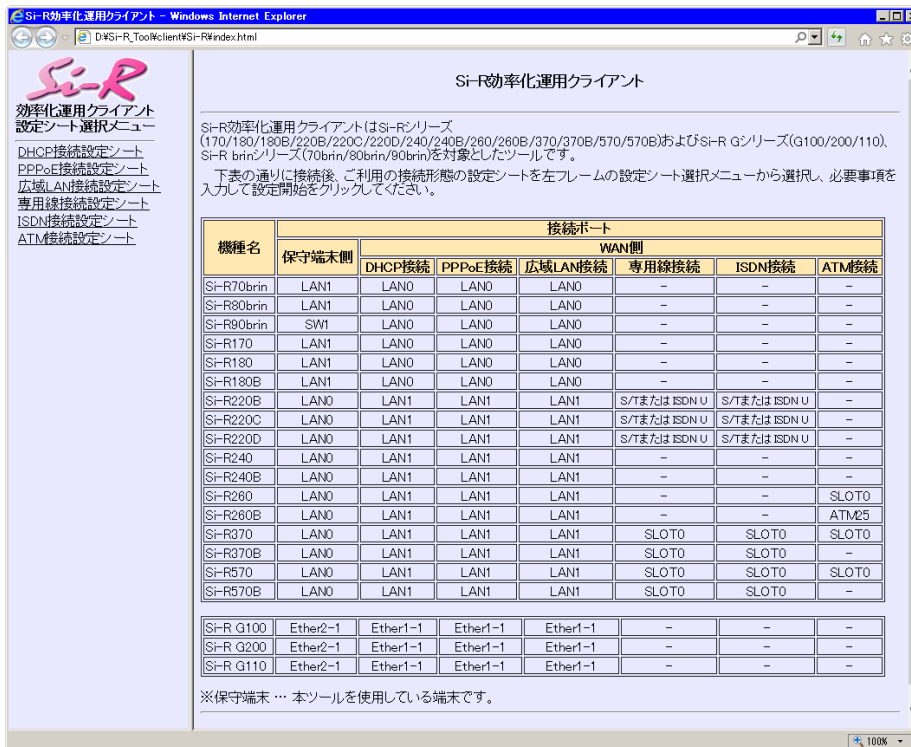 Si-R効率化運用クライアント - Windows Internet Explorer
D:¥Si-R_Tool¥client¥Si-R¥index.html
Si-R
効率化運用クライアント
設定シート選択メニュー
DHCP接続設定シート
PPPoE接続設定シート
広域LAN接続設定シート
専用線接続設定シート
ISDN接続設定シート
ATM接続設定シート
Si-R効率化運用クライアント
Si-R効率化運用クライアントはSi-Rシリーズ
(170/180/180B/220B/220C/220D/240/240B/260/260B/370/370B/570/570B)およびSi-R Gシリーズ(G100/200/110)、
Si-R brinシリーズ(70brin/80brin/90brin)を対象としたツールです。
下表の通りに接続後、ご利用の接続形態の設定シートを左フレームの設定シート選択メニューから選択し、必要事項を
入力して設定開始をクリックしてください。
機種名 接続ポート
保守端末側 WAN側
DHCP接続 PPPoE接続 広域LAN接続 専用線接続 ISDN接続 ATM接続
Si-R70brin LAN1 LAN0 LAN0 LAN0 - - -
Si-R80brin LAN1 LAN0 LAN0 LAN0 - - -
Si-R90brin SW1 LAN0 LAN0 LAN0 - - -
Si-R170 LAN1 LAN0 LAN0 LAN0 - - -
Si-R180 LAN1 LAN0 LAN0 LAN0 - - -
Si-R180B LAN1 LAN0 LAN0 LAN0 - - -
Si-R220B LAN0 LAN1 LAN1 LAN1 S/Tまたは ISDN U S/Tまたは ISDN U -
Si-R220C LAN0 LAN1 LAN1 LAN1 S/Tまたは ISDN U S/Tまたは ISDN U -
Si-R220D LAN0 LAN1 LAN1 LAN1 S/Tまたは ISDN U S/Tまたは ISDN U -
Si-R240 LAN0 LAN1 LAN1 LAN1 - - -
Si-R240B LAN0 LAN1 LAN1 LAN1 - - -
Si-R260 LAN0 LAN1 LAN1 LAN1 - - SLOT0
Si-R260B LAN0 LAN1 LAN1 LAN1 - - ATM25
Si-R370 LAN0 LAN1 LAN1 LAN1 SLOT0 SLOT0 SLOT0
Si-R370B LAN0 LAN1 LAN1 LAN1 SLOT0 SLOT0 -
Si-R570 LAN0 LAN1 LAN1 LAN1 SLOT0 SLOT0 SLOT0
Si-R570B LAN0 LAN1 LAN1 LAN1 SLOT0 SLOT0 -
Si-R G100 Ether2-1 Ether1-1 Ether1-1 Ether1-1 - - -
Si-R G200 Ether2-1 Ether1-1 Ether1-1 Ether1-1 - - -
Si-R G110 Ether2-1 Ether1-1 Ether1-1 Ether1-1 - - -
※保守端末 … 本ツールを使用している端末です。
100%